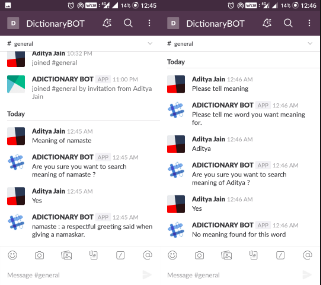 12:45
D DictionaryBOT
# general
Aditya Jain 10:52 PM
joined #general
ADICTIONARY BOT APP 11:00 PM
joined #general by invitation from Aditya
Jain
Today
Aditya Jain 12:45 AM
Meaning of namaste
ADICTIONARY BOT APP 12:45 AM
Are you sure you want to search
meaning of namaste ?
Aditya Jain 12:45 AM
Yes
ADICTIONARY BOT APP 12:45 AM
namaste : a respectful greeting said when
giving a namaskar.
Message #general
12:46
D DictionaryBOT
# general
Today
Aditya Jain 12:46 AM
Please tell meaning
ADICTIONARY BOT APP 12:46 AM
Please tell me word you want meaning
for..
Aditya Jain 12:46 AM
Aditya
ADICTIONARY BOT APP 12:46 AM
Are you sure you want to search
meaning of Aditya ?
Aditya Jain 12:46 AM
Yes
ADICTIONARY BOT APP 12:46 AM
No meaning found for this word
Message #general